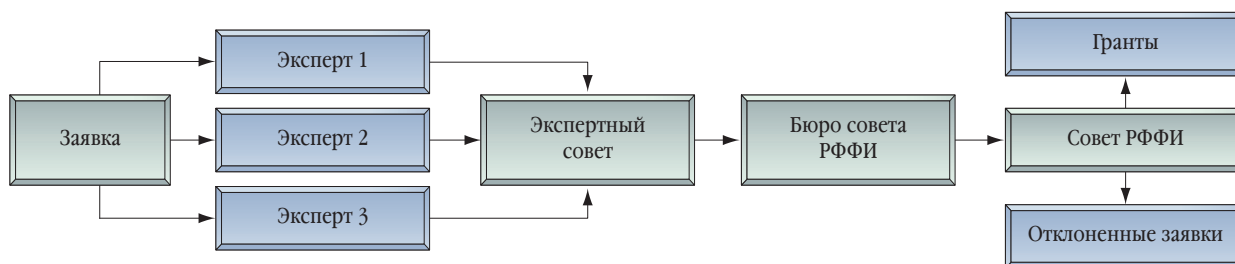 Заявка
Эксперт 1
Эксперт 2
Эксперт 3
Экспертный
совет
Бюро совета
РФФИ
Гранты
Совет РФФИ
Отклоненные заявки